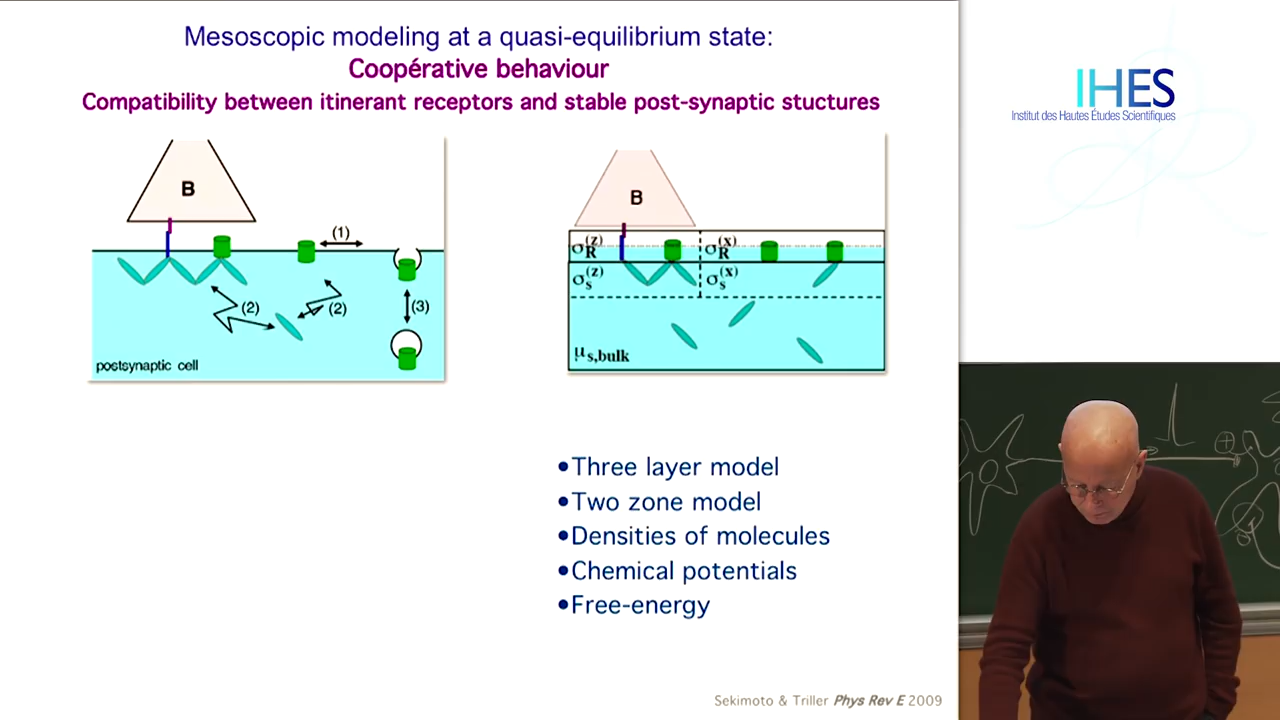 Mesoscopic modeling at a quasi-equilibrium state:
Coopérative behaviour
Compatibility between itinerant receptors and stable post-synaptic stuctures
B
(1)
(2)
(2)
(3)
postsynaptic cell
B
σR(z)
σR(x)
σs(z)
σs(x)
μs,bulk
•Three layer model
•Two zone model
•Densities of molecules
•Chemical potentials
•Free-energy
Sekimoto & Triller Phys Rev E 2009
IHES
Institut des Hautes Études Scientifiques